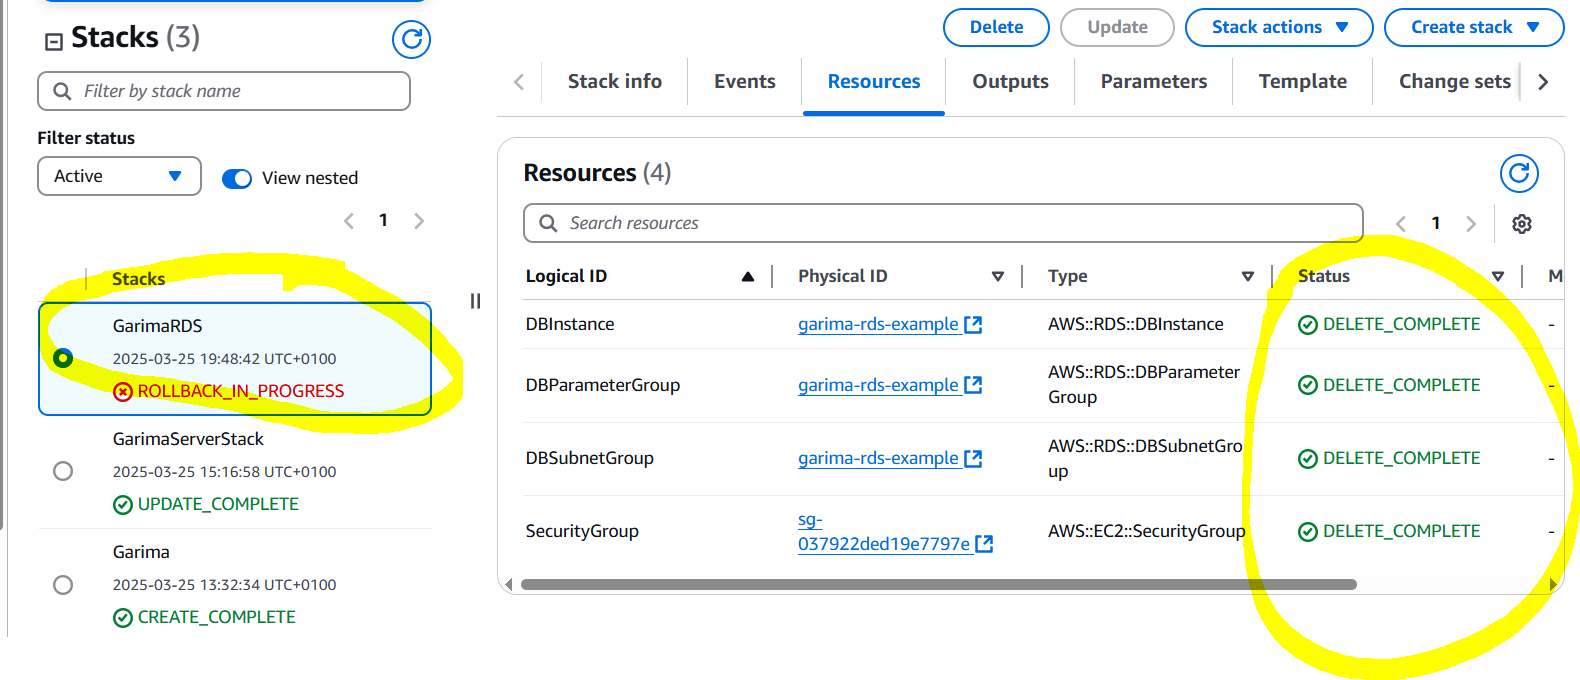 Stacks (3)
Filter by stack name
Filter status
Active
View nested
1
Stacks
GarimaRDS
2025-03-25 19:48:42 UTC+0100
ROLLBACK_IN_PROGRESS
GarimaServerStack
2025-03-25 15:16:58 UTC+0100
UPDATE_COMPLETE
Garima
2025-03-25 13:32:34 UTC+0100
CREATE_COMPLETE
Delete Update Stack actions Create stack
Stack info Events Resources Outputs Parameters Template Change sets
Resources (4)
Search resources
1
Logical ID Physical ID Type Status M
DBInstance garima-rds-example AWS::RDS::DBInstance DELETE_COMPLETE -
DBParameterGroup garima-rds-example AWS::RDS::DBParameter
Group DELETE_COMPLETE -
DBSubnetGroup garima-rds-example AWS::RDS::DBSubnetGro
up DELETE_COMPLETE -
SecurityGroup sg-
037922ded19e7797e AWS::EC2::SecurityGroup DELETE_COMPLETE -